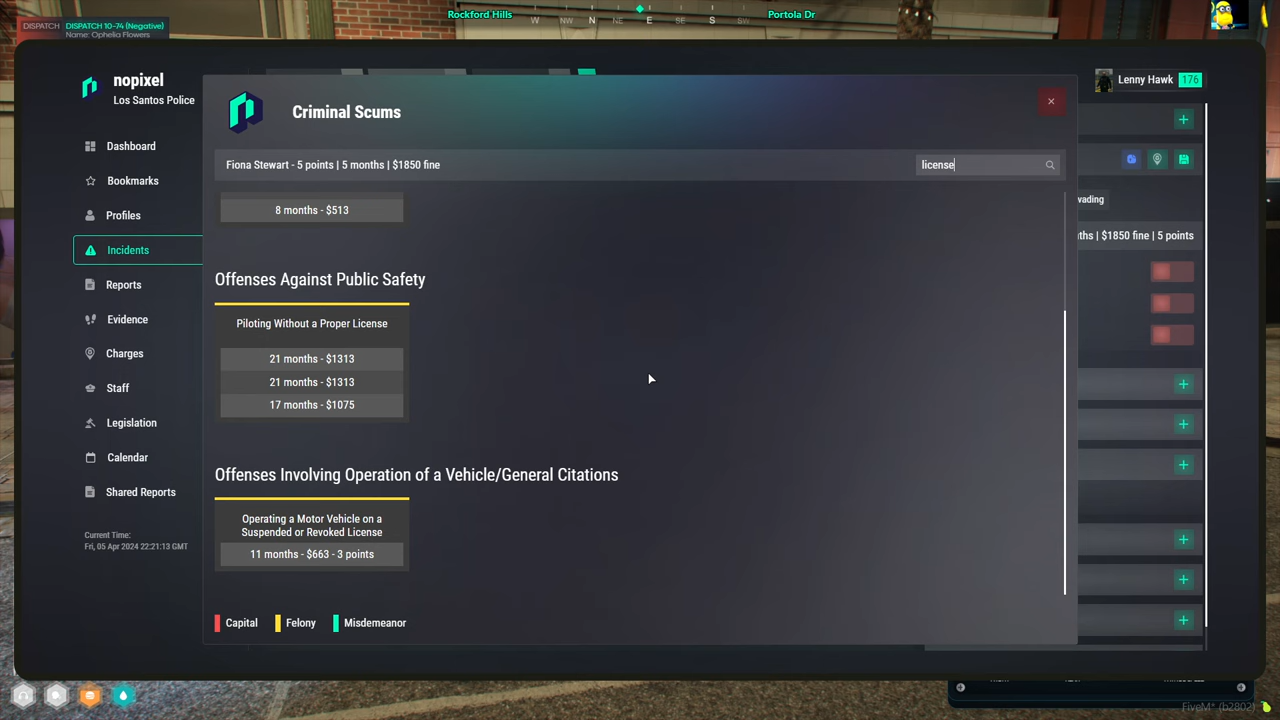 Rockford Hills
W NW N NE E SE S SW
Portola Dr
DISPATCH DISPATCH 10-74 (Negative)
Name: Ophelia Flowers
nopixel
Los Santos Police
Criminal Scums
×
Lenny Hawk 176
Fiona Stewart - 5 points | 5 months | $1850 fine
license
Dashboard
Bookmarks
Profiles
Incidents
Reports
Evidence
Charges
Staff
Legislation
Calendar
Shared Reports
Current Time:
Fri, 05 Apr 2024 22:21:13 GMT
8 months - $513
Offenses Against Public Safety
Piloting Without a Proper License
21 months - $1313
21 months - $1313
17 months - $1075
Offenses Involving Operation of a Vehicle/General Citations
Operating a Motor Vehicle on a
Suspended or Revoked License
11 months - $663 - 3 points
Capital
Felony
Misdemeanor
vading
ths | $1850 fine | 5 points
FiveM* (b2802)